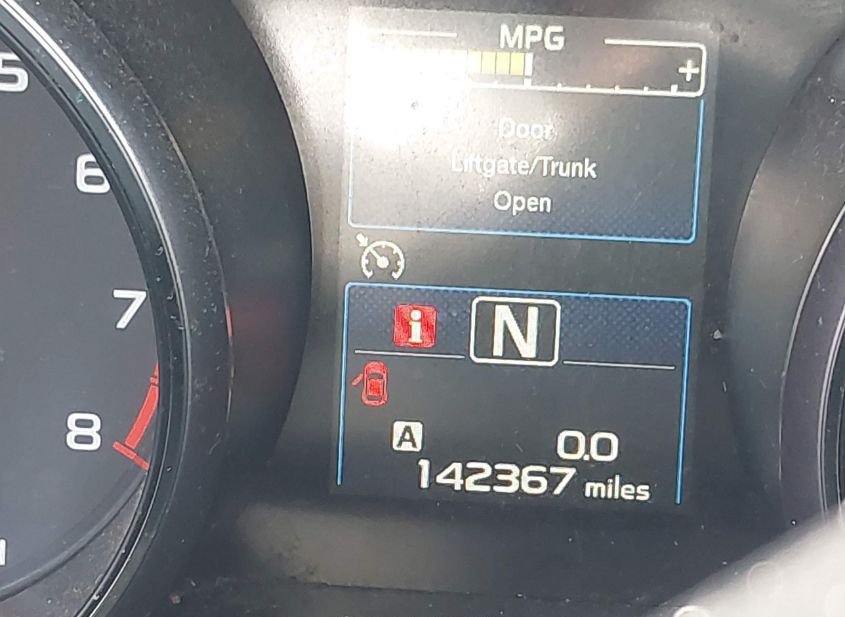 5
6
7
8
MPG
+
Door
Liftgate/Trunk
Open
i
N
A
0.0
142367 miles